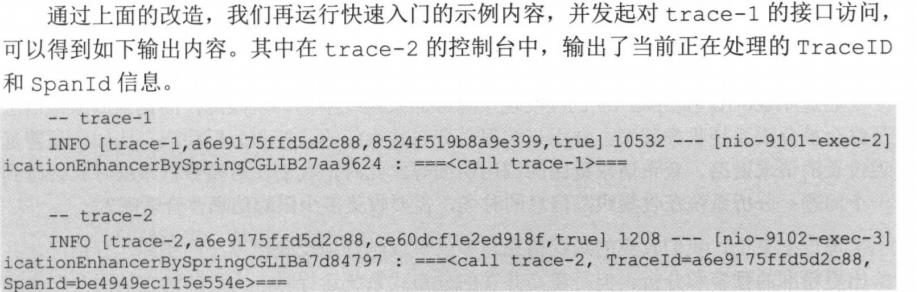 通过上面的改造，我们再运行快速入门的示例内容，并发起对 trace-1 的接口访问，
可以得到如下输出内容。其中在 trace-2 的控制台中，输出了当前正在处理的 TraceID
和 SpanId 信息。
-- trace-1
INFO [trace-1,a6e9175ffd5d2c88,8524f519b8a9e399,true] 10532 --- [nio-9101-exec-2]
icationEnhancerBySpringCGLIB27aa9624 : ===<call trace-1>===
-- trace-2
INFO [trace-2,a6e9175ffd5d2c88,ce60dcf1e2ed918f,true] 1208 --- [nio-9102-exec-3]
icationEnhancerBySpringCGLIBa7d84797 : ===<call trace-2, TraceId=a6e9175ffd5d2c88,
SpanId=be4949ec115e554e>===